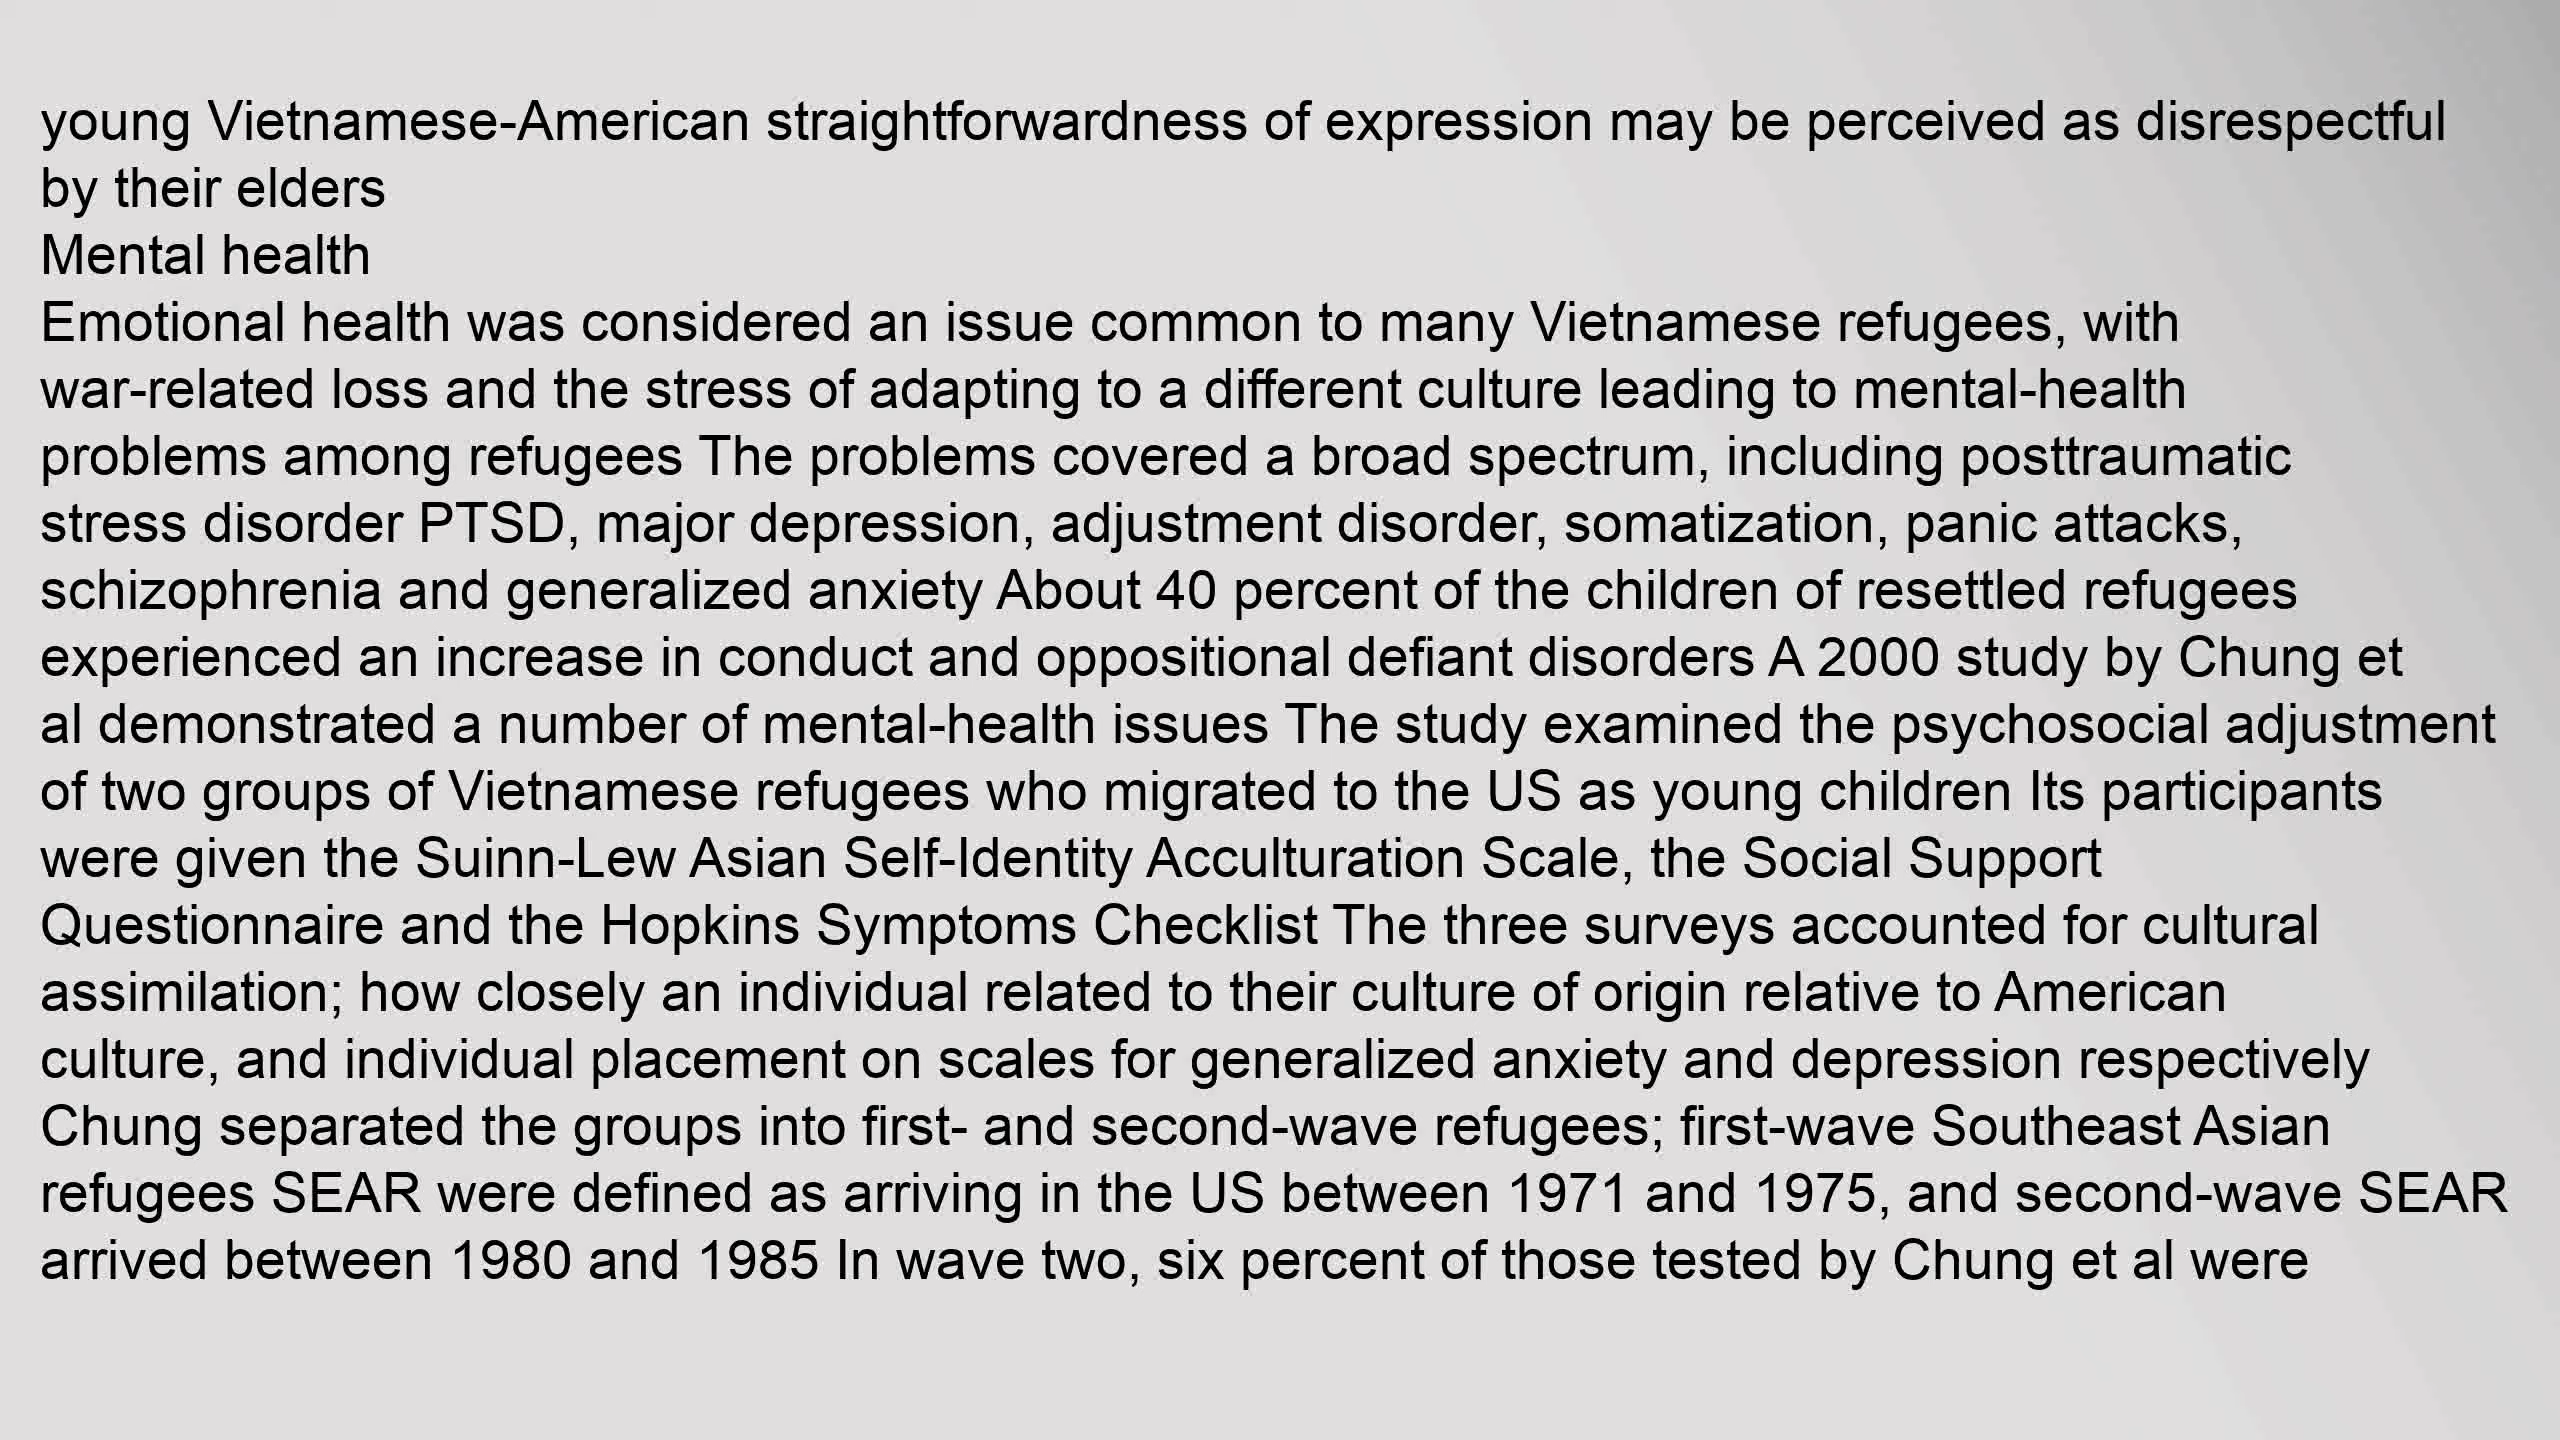 young Vietnamese-American straightforwardness of expression may be perceived as disrespectful
by their elders
Mental health
Emotional health was considered an issue common to many Vietnamese refugees, with
war-related loss and the stress of adapting to a different culture leading to mental-health
problems among refugees The problems covered a broad spectrum, including posttraumatic
stress disorder PTSD, major depression, adjustment disorder, somatization, panic attacks,
schizophrenia and generalized anxiety About 40 percent of the children of resettled refugees
experienced an increase in conduct and oppositional defiant disorders A 2000 study by Chung et
al demonstrated a number of mental-health issues The study examined the psychosocial adjustment
of two groups of Vietnamese refugees who migrated to the US as young children Its participants
were given the Suinn-Lew Asian Self-Identity Acculturation Scale, the Social Support
Questionnaire and the Hopkins Symptoms Checklist The three surveys accounted for cultural
assimilation; how closely an individual related to their culture of origin relative to American
culture, and individual placement on scales for generalized anxiety and depression respectively
Chung separated the groups into first- and second-wave refugees; first-wave Southeast Asian
refugees SEAR were defined as arriving in the US between 1971 and 1975, and second-wave SEAR
arrived between 1980 and 1985 In wave two, six percent of those tested by Chung et al were